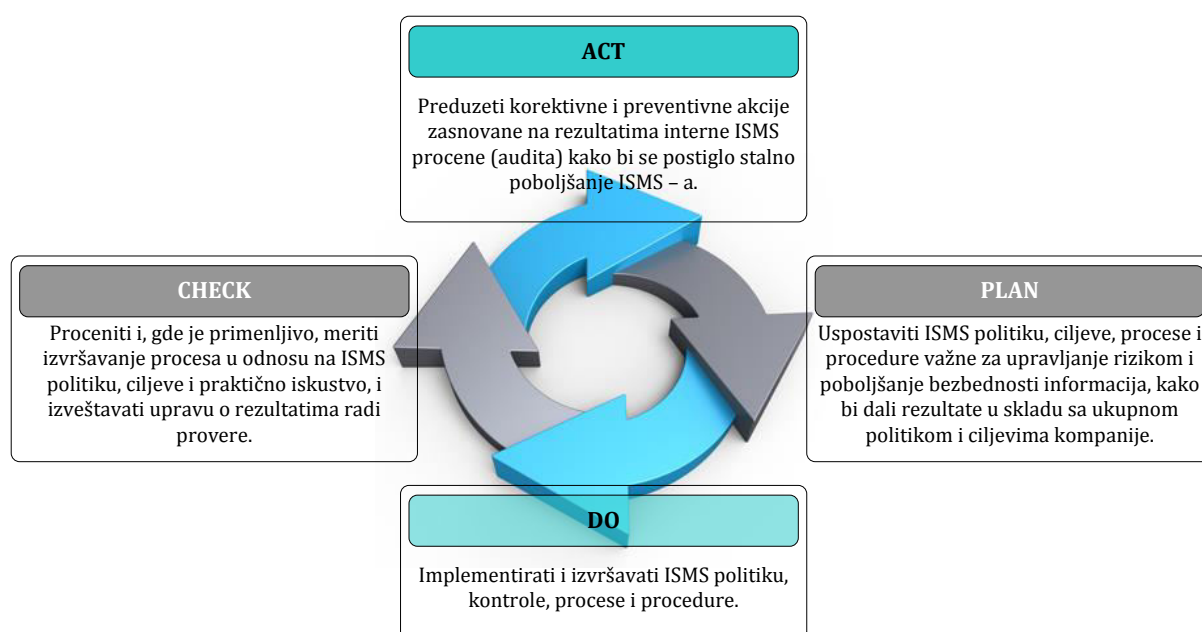 ACT
Preduzeti korektivne i preventivne akcije
zasnovane na rezultatima interne ISMS
procene (audita) kako bi se postiglo stalno
poboljšanje ISMS – a.
CHECK
Proceniti i, gde je primenljivo, meriti
izvršavanje procesa u odnosu na ISMS
politiku, ciljeve i praktično iskustvo, i
izveštavati upravu o rezultatima radi
provere.
PLAN
Uspostaviti ISMS politiku, ciljeve, procese i
procedure važne za upravljanje rizikom i
poboljšanje bezbednosti informacija, kako
bi dali rezultate u skladu sa ukupnom
politikom i ciljevima kompanije.
DO
Implementirati i izvršavati ISMS politiku,
kontrole, procese i procedure.